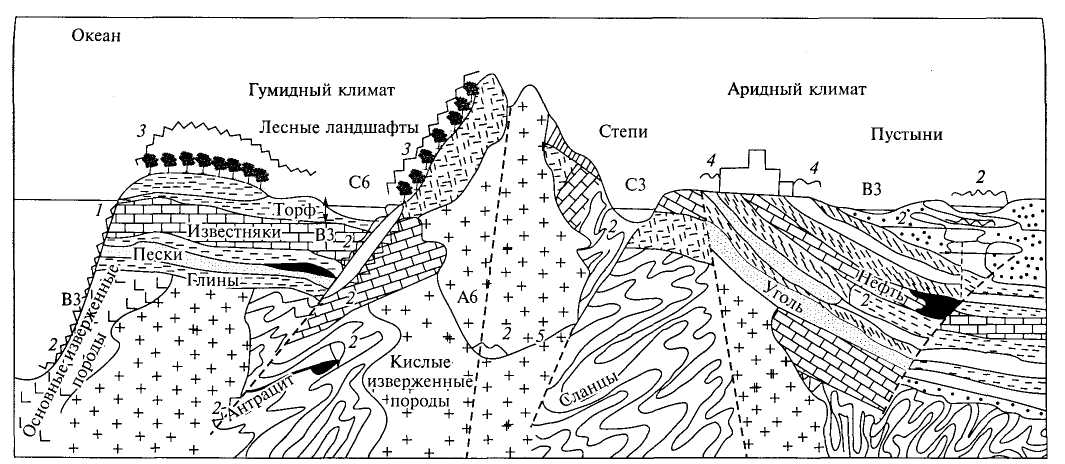 Океан
Гумидный климат
Аридный климат
Лесные ландшафты
Степи
Пустыни
3
3
4
4
2
С6
С3
В3
1
Торф
2
2
Известняки
В3
2
Пески
Глины
Нефть
2
В3
А6
Уголь
2
2
2
5
2
Основные изверженные
породы
Кислые
изверженные
породы
Антрацит
2
Сланцы